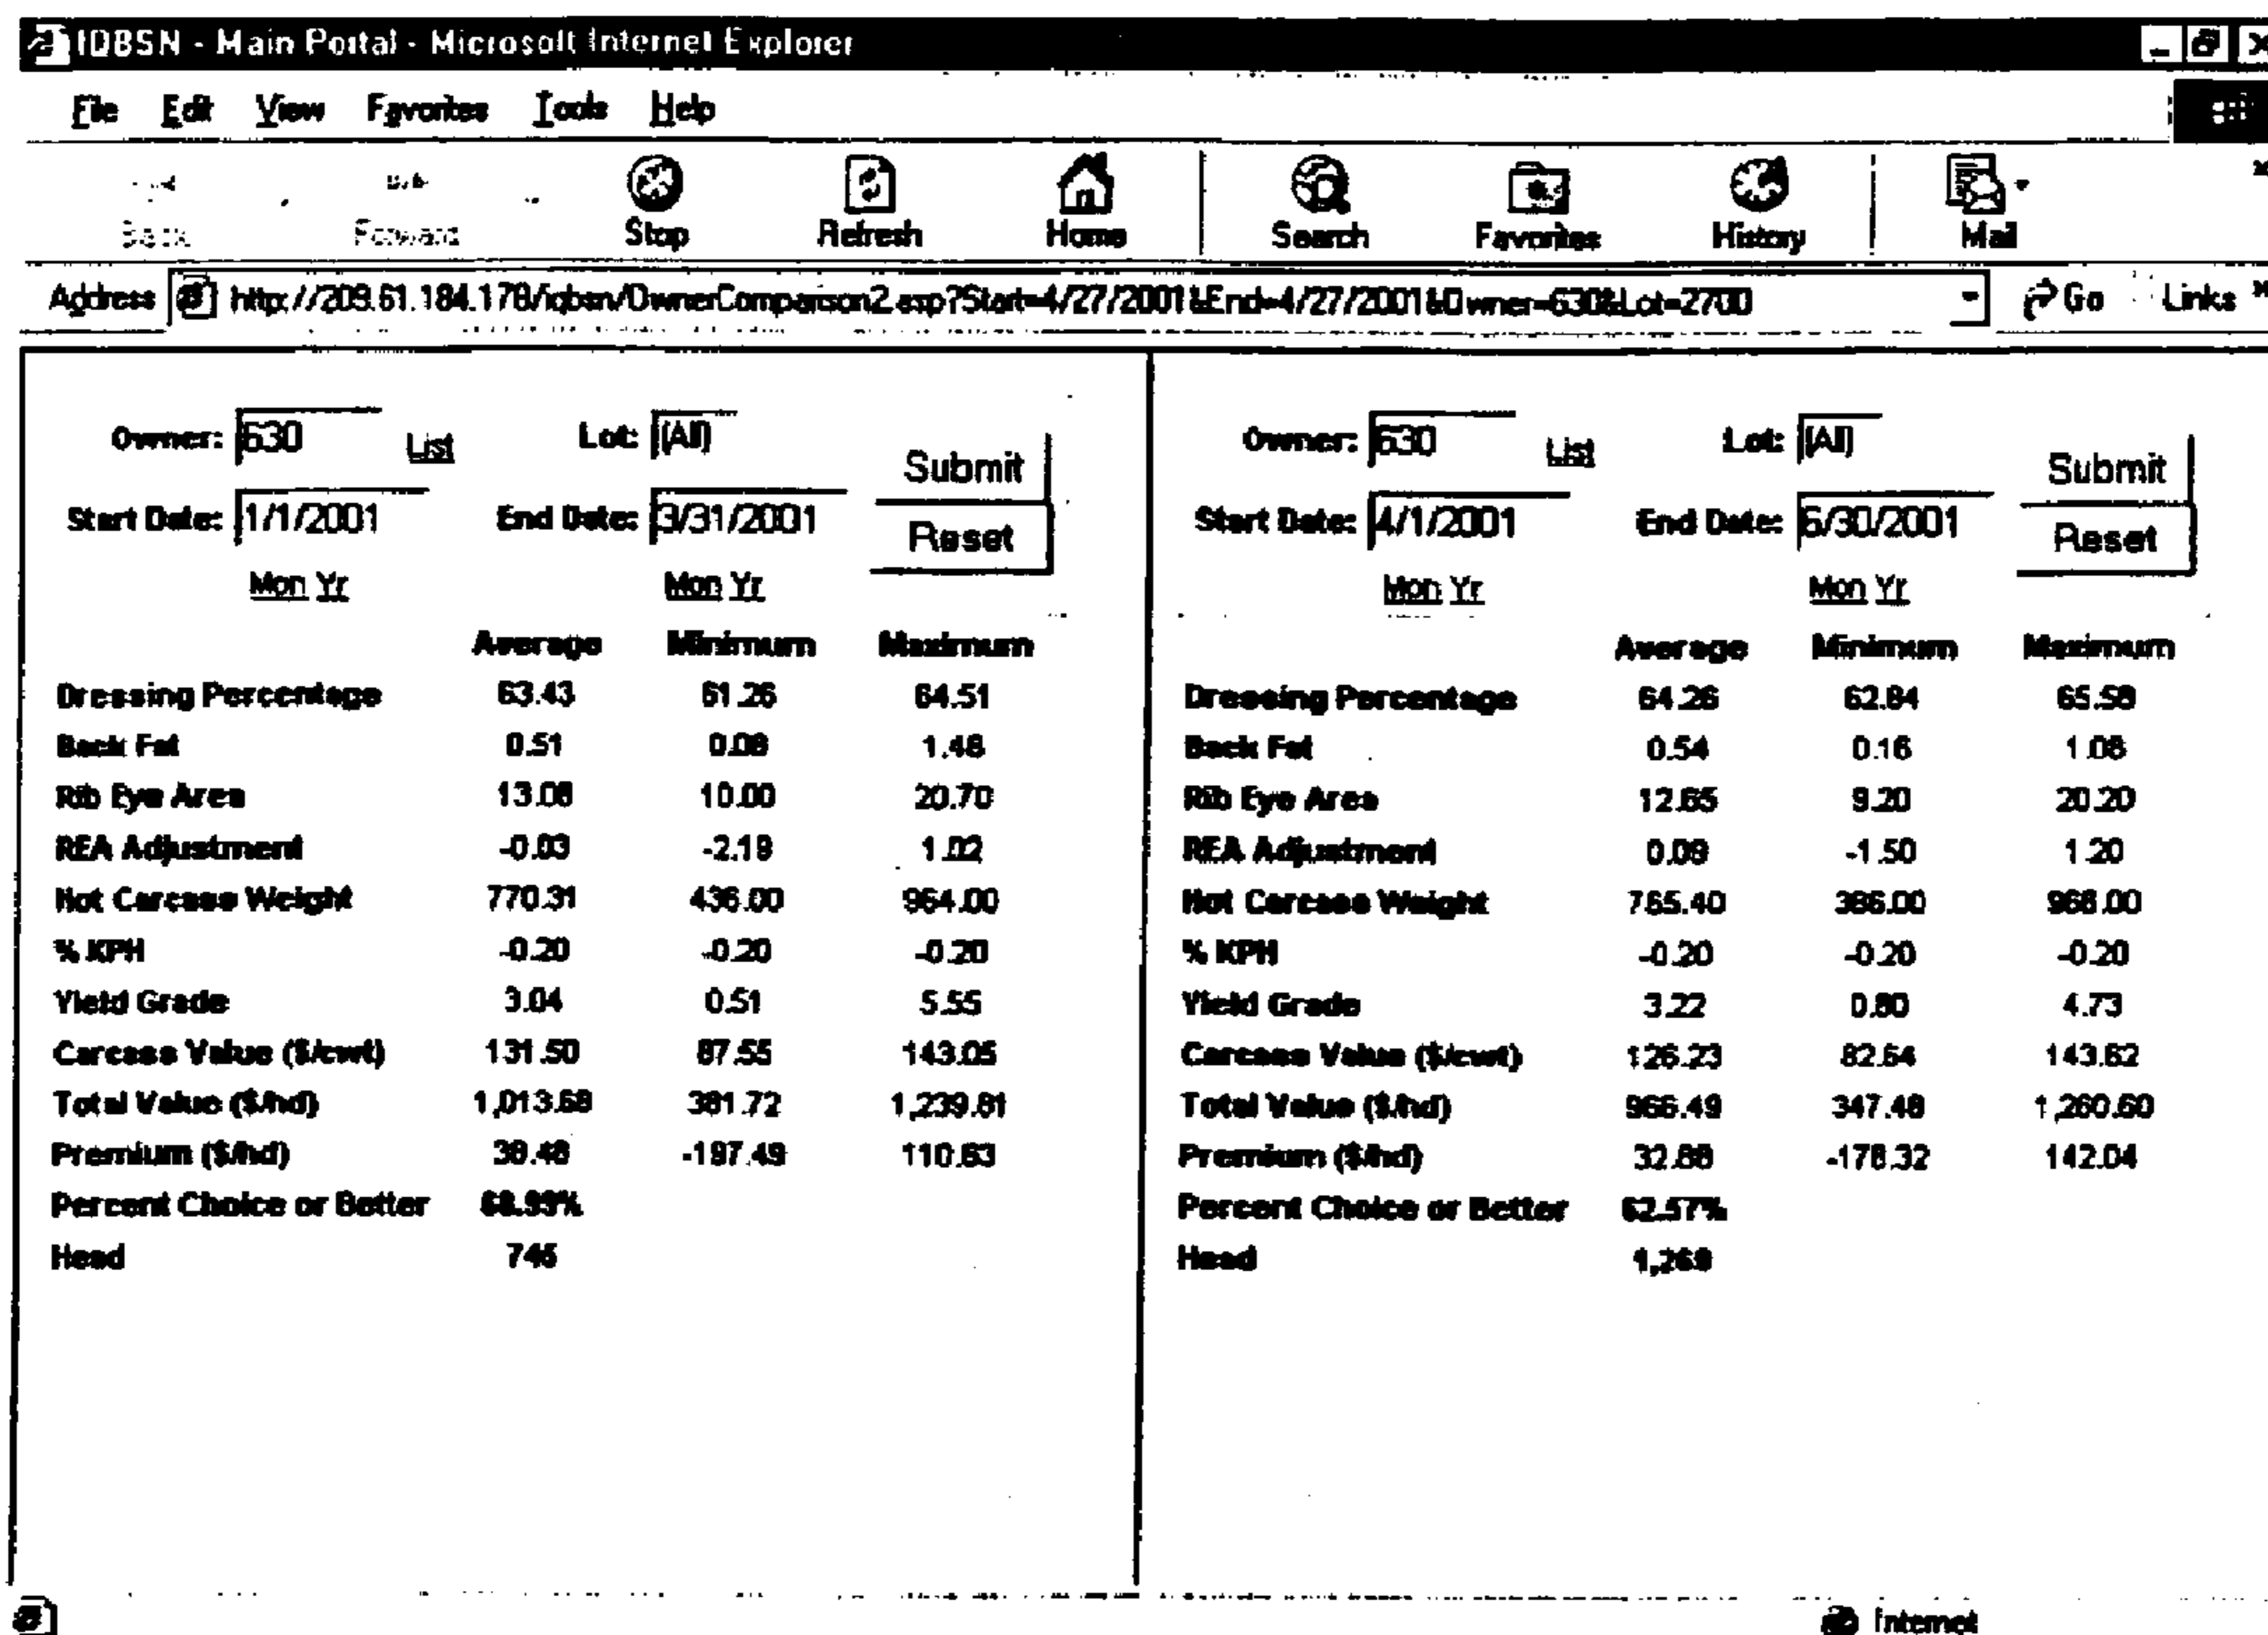 IQBSN - Main Portal - Microsoft Internet Explorer
File Edit View Favorites Tools Help
Back Forward Stop Refresh Home Search Favorites History Mail
Address http://209.61.184.178/iqbsn/OwnerComparison2.asp?Start=4/27/2001&End=4/27/2001&Owner=630&Lot=2700 Go Links »
Owner: 630 List Lot: (All) Submit
Start Date: 1/1/2001 End Date: 3/31/2001 Reset
Mon Yr Mon Yr
Average Minimum Maximum
Dressing Percentage 63.43 61.26 64.51
Back Fat 0.51 0.08 1.48
Rib Eye Area 13.08 10.00 20.70
REA Adjustment -0.03 -2.19 1.02
Hot Carcass Weight 770.31 436.00 964.00
% KPH -0.20 -0.20 -0.20
Yield Grade 3.04 0.51 5.55
Carcass Value ($/cwt) 131.50 87.55 143.05
Total Value ($/hd) 1,013.68 381.72 1,239.81
Premium ($/hd) 38.48 -197.49 110.63
Percent Choice or Better 68.99%
Head 745
Owner: 630 List Lot: (All) Submit
Start Date: 4/1/2001 End Date: 6/30/2001 Reset
Mon Yr Mon Yr
Average Minimum Maximum
Dressing Percentage 64.26 62.84 65.58
Back Fat 0.54 0.16 1.08
Rib Eye Area 12.65 9.20 20.20
REA Adjustment 0.09 -1.50 1.20
Hot Carcass Weight 765.40 386.00 968.00
% KPH -0.20 -0.20 -0.20
Yield Grade 3.22 0.80 4.73
Carcass Value ($/cwt) 126.23 82.64 143.62
Total Value ($/hd) 966.49 347.48 1,260.60
Premium ($/hd) 32.88 -178.32 142.04
Percent Choice or Better 62.57%
Head 1,269
Internet